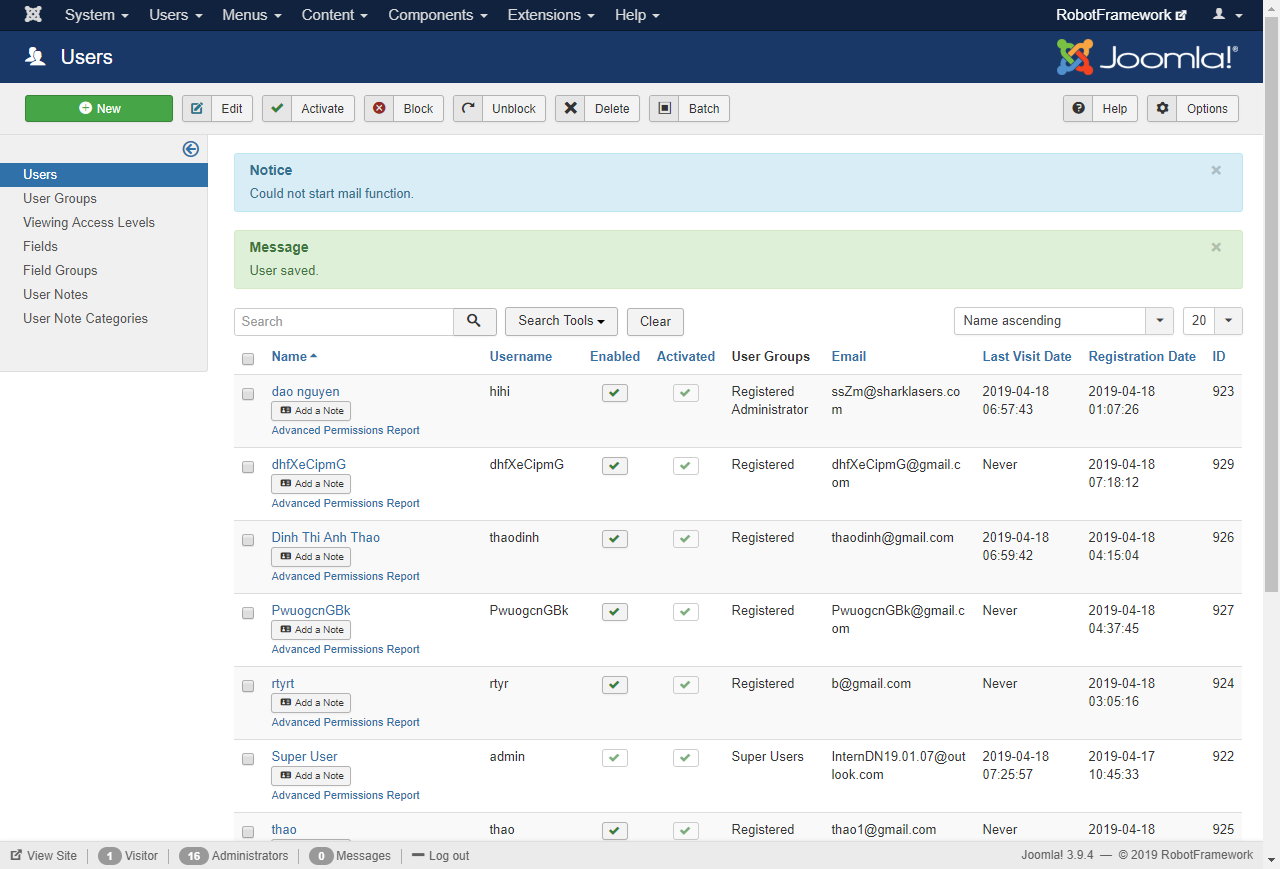 System Users Menus Content Components Extensions Help RobotFramework
Users Joomla!®
New Edit Activate Block Unblock Delete Batch Help Options
Users
User Groups
Viewing Access Levels
Fields
Field Groups
User Notes
User Note Categories
Notice ×
Could not start mail function.
Message ×
User saved.
Search Search Tools Clear Name ascending 20
Name Username Enabled Activated User Groups Email Last Visit Date Registration Date ID
dao nguyen hihi Registered ssZm@sharklasers.co 2019-04-18 2019-04-18 923
Add a Note Administrator m 06:57:43 01:07:26
Advanced Permissions Report
dhfXeCipmG dhfXeCipmG Registered dhfXeCipmG@gmail.c Never 2019-04-18 929
Add a Note om 07:18:12
Advanced Permissions Report
Dinh Thi Anh Thao thaodinh Registered thaodinh@gmail.com 2019-04-18 2019-04-18 926
Add a Note 06:59:42 04:15:04
Advanced Permissions Report
PwuogcnGBk PwuogcnGBk Registered PwuogcnGBk@gmail.c Never 2019-04-18 927
Add a Note om 04:37:45
Advanced Permissions Report
rtyrt rtyr Registered b@gmail.com Never 2019-04-18 924
Add a Note 03:05:16
Advanced Permissions Report
Super User admin Super Users InternDN19.01.07@out 2019-04-18 2019-04-17 922
Add a Note look.com 07:25:57 10:45:33
Advanced Permissions Report
thao thao Registered thao1@gmail.com Never 2019-04-18 925
View Site 1 Visitor 16 Administrators 0 Messages Log out Joomla! 3.9.4 — © 2019 RobotFramework